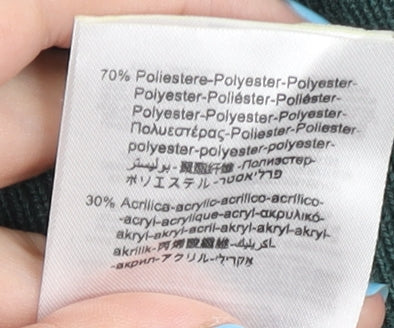 70% Poliestere-Polyester-Polyester-
Polyester-Poliéster-Poliéster-
Polyester-Polyester-Polyester-
Πολυεστέρας-Poliester-Poliester-
polyester-polyester-polyester-
بوليستر-聚酯纤维-Полиэстер-
ポリエステル-פוליאסטר
30% Acrilica-acrylic-acrílico-acrílico-
-acryl-acrylique-acryl-ακρυλικό-
akryl-akryl-acril-akryl-akryl-akryl-
akrilik-丙烯酸纖維-اكريليك
-акрил-アクリル-אקרילי